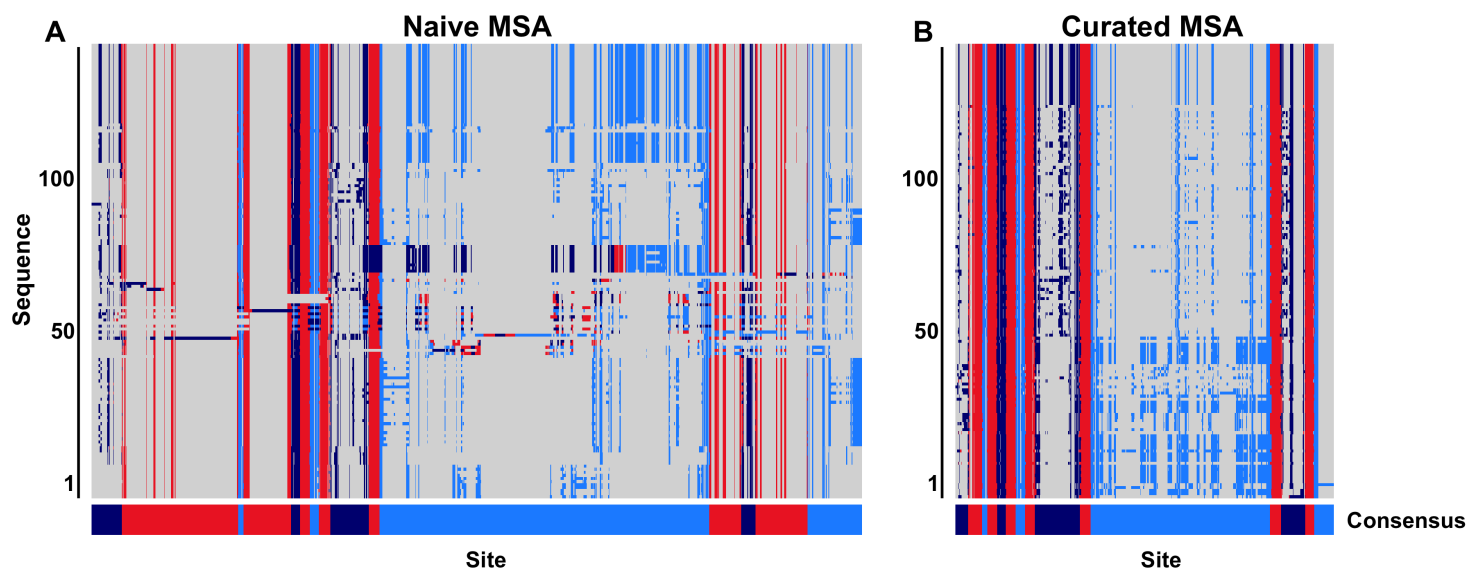 A Naive MSA
B Curated MSA
Sequence
100
50
1
100
50
1
Consensus
Site
Site